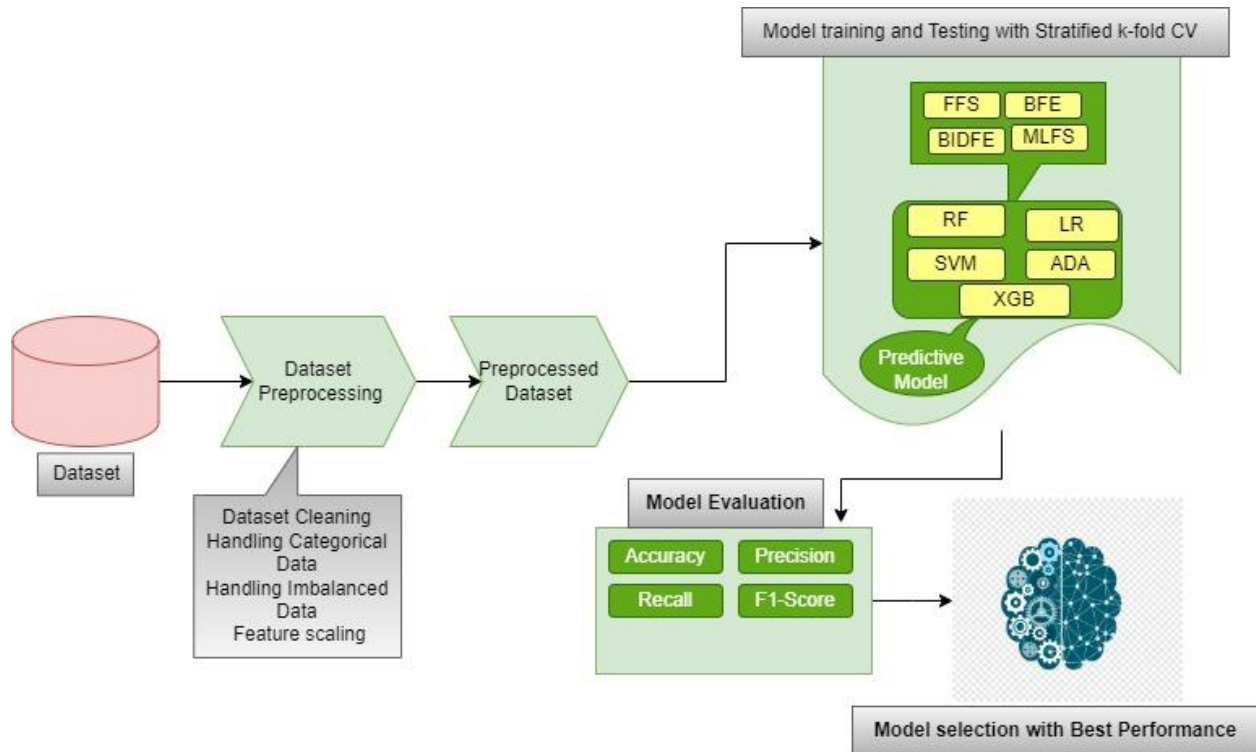 Model training and Testing with Stratified k-fold CV
FFS
BFE
BIDFE
MLFS
RF
LR
SVM
ADA
XGB
Predictive
Model
Dataset
Dataset
Preprocessing
Preprocessed
Dataset
Dataset Cleaning
Handling Categorical
Data
Handling Imbalanced
Data
Feature scaling
Model Evaluation
Accuracy
Precision
Recall
F1-Score
Model selection with Best Performance